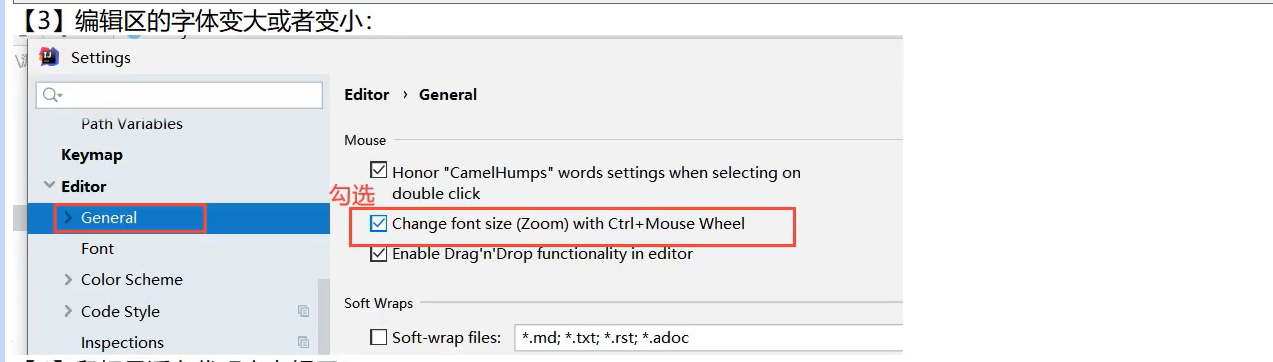 【3】编辑区的字体变大或者变小：
Settings
Editor › General
Path Variables
Mouse
Keymap
Honor "CamelHumps" words settings when selecting on
double click
Editor
勾选
General
Change font size (Zoom) with Ctrl+Mouse Wheel
Font
Enable Drag'n'Drop functionality in editor
Color Scheme
Soft Wraps
Code Style
Soft-wrap files: *.md; *.txt; *.rst; *.adoc
Inspections